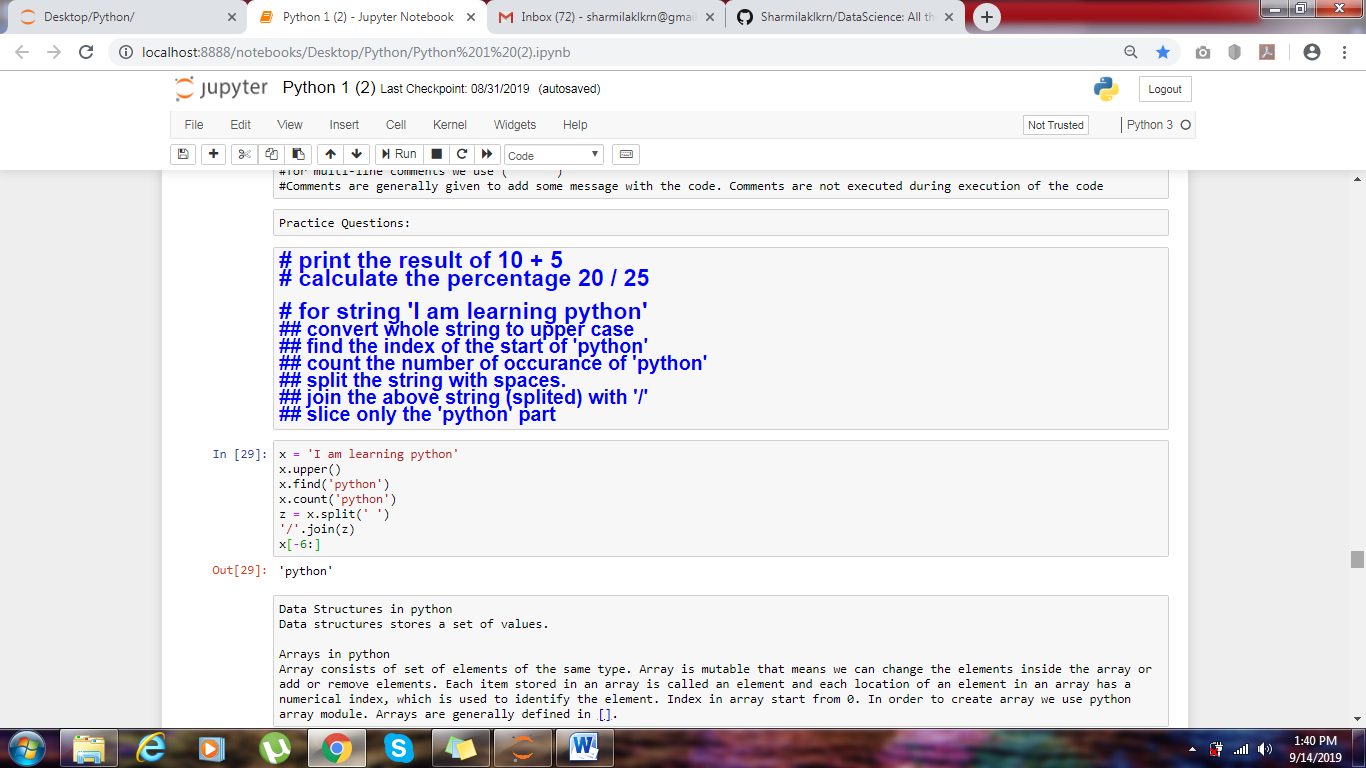 Desktop/Python/
Python 1 (2) - Jupyter Notebook
Inbox (72) - sharmilaklkrn@gmai
Sharmilaklkrn/DataScience: All th
localhost:8888/notebooks/Desktop/Python/Python%201%20(2).ipynb
jupyter Python 1 (2) Last Checkpoint: 08/31/2019 (autosaved)
Logout
File Edit View Insert Cell Kernel Widgets Help
Not Trusted
Python 3
Run
Code
#for multi-line comments we use (''' ''')
#Comments are generally given to add some message with the code. Comments are not executed during execution of the code
Practice Questions:
# print the result of 10 + 5
# calculate the percentage 20 / 25
# for string 'I am learning python'
## convert whole string to upper case
## find the index of the start of 'python'
## count the number of occurance of 'python'
## split the string with spaces.
## join the above string (splited) with '/'
## slice only the 'python' part
In [29]:
x = 'I am learning python'
x.upper()
x.find('python')
x.count('python')
z = x.split(' ')
'/'.join(z)
x[-6:]
Out[29]: 'python'
Data Structures in python
Data structures stores a set of values.
Arrays in python
Array consists of set of elements of the same type. Array is mutable that means we can change the elements inside the array or
add or remove elements. Each item stored in an array is called an element and each location of an element in an array has a
numerical index, which is used to identify the element. Index in array start from 0. In order to create array we use python
array module. Arrays are generally defined in [].
1:40 PM
9/14/2019